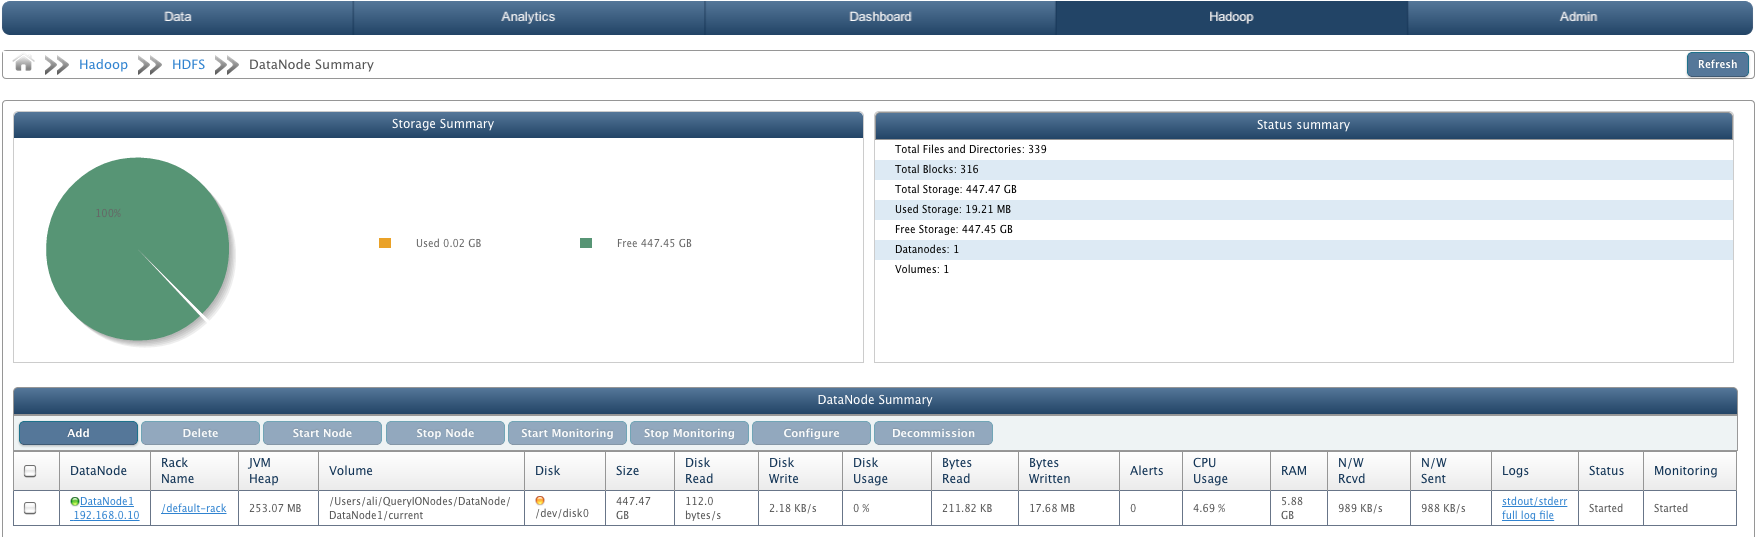 Data Analytics Dashboard Hadoop Admin
Hadoop HDFS DataNode Summary Refresh
Storage Summary
100%
Used 0.02 GB Free 447.45 GB
Status summary
Total Files and Directories: 339
Total Blocks: 316
Total Storage: 447.47 GB
Used Storage: 19.21 MB
Free Storage: 447.45 GB
Datanodes: 1
Volumes: 1
DataNode Summary
Add Delete Start Node Stop Node Start Monitoring Stop Monitoring Configure Decommission
DataNode
Rack
Name
JVM
Heap
Volume
Disk
Size
Disk
Read
Disk
Write
Disk
Usage
Bytes
Read
Bytes
Written
Alerts
CPU
Usage
RAM
N/W
Rcvd
N/W
Sent
Logs
Status
Monitoring
DataNode1
_192.168.0.10
/default-rack
253.07 MB
/Users/ali/QueryIONodes/DataNode/
DataNode1/current
/dev/disk0
447.47
GB
112.0
bytes/s
2.18 KB/s
0 %
211.82 KB
17.68 MB
0
4.69 %
5.88
GB
989 KB/s
988 KB/s
stdout/stderr
full log file
Started
Started